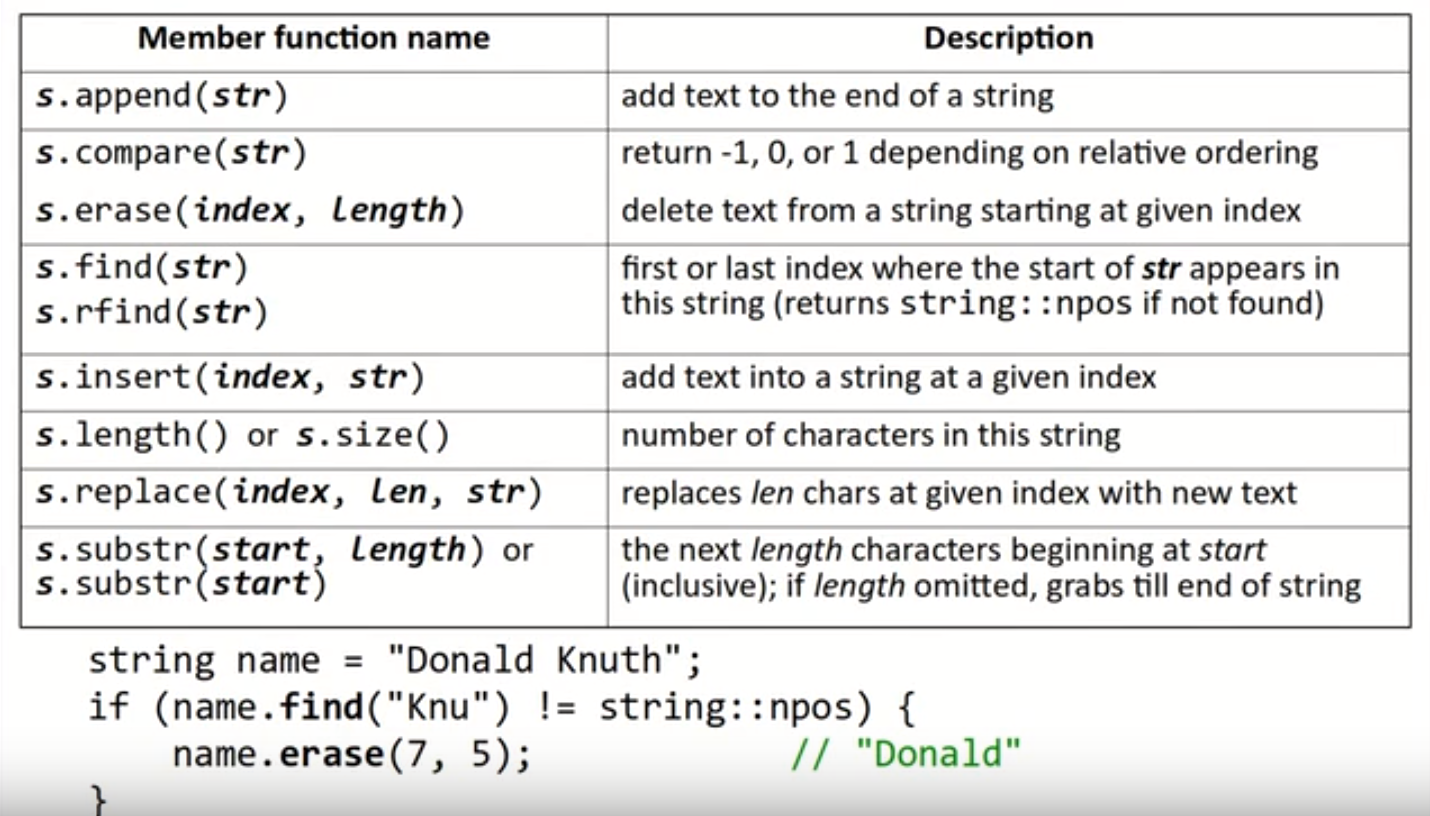 Member function name
Description
s.append(str)
add text to the end of a string
s.compare(str)
return -1, 0, or 1 depending on relative ordering
s.erase(index, length)
delete text from a string starting at given index
s.find(str)
s.rfind(str)
first or last index where the start of str appears in
this string (returns string::npos if not found)
s.insert(index, str)
add text into a string at a given index
s.length() or s.size()
number of characters in this string
s.replace(index, len, str)
replaces len chars at given index with new text
s.substr(start, length) or
s.substr(start)
the next length characters beginning at start
(inclusive); if length omitted, grabs till end of string
string name = "Donald Knuth";
if (name.find("Knu") != string::npos) {
name.erase(7, 5); // "Donald"
}